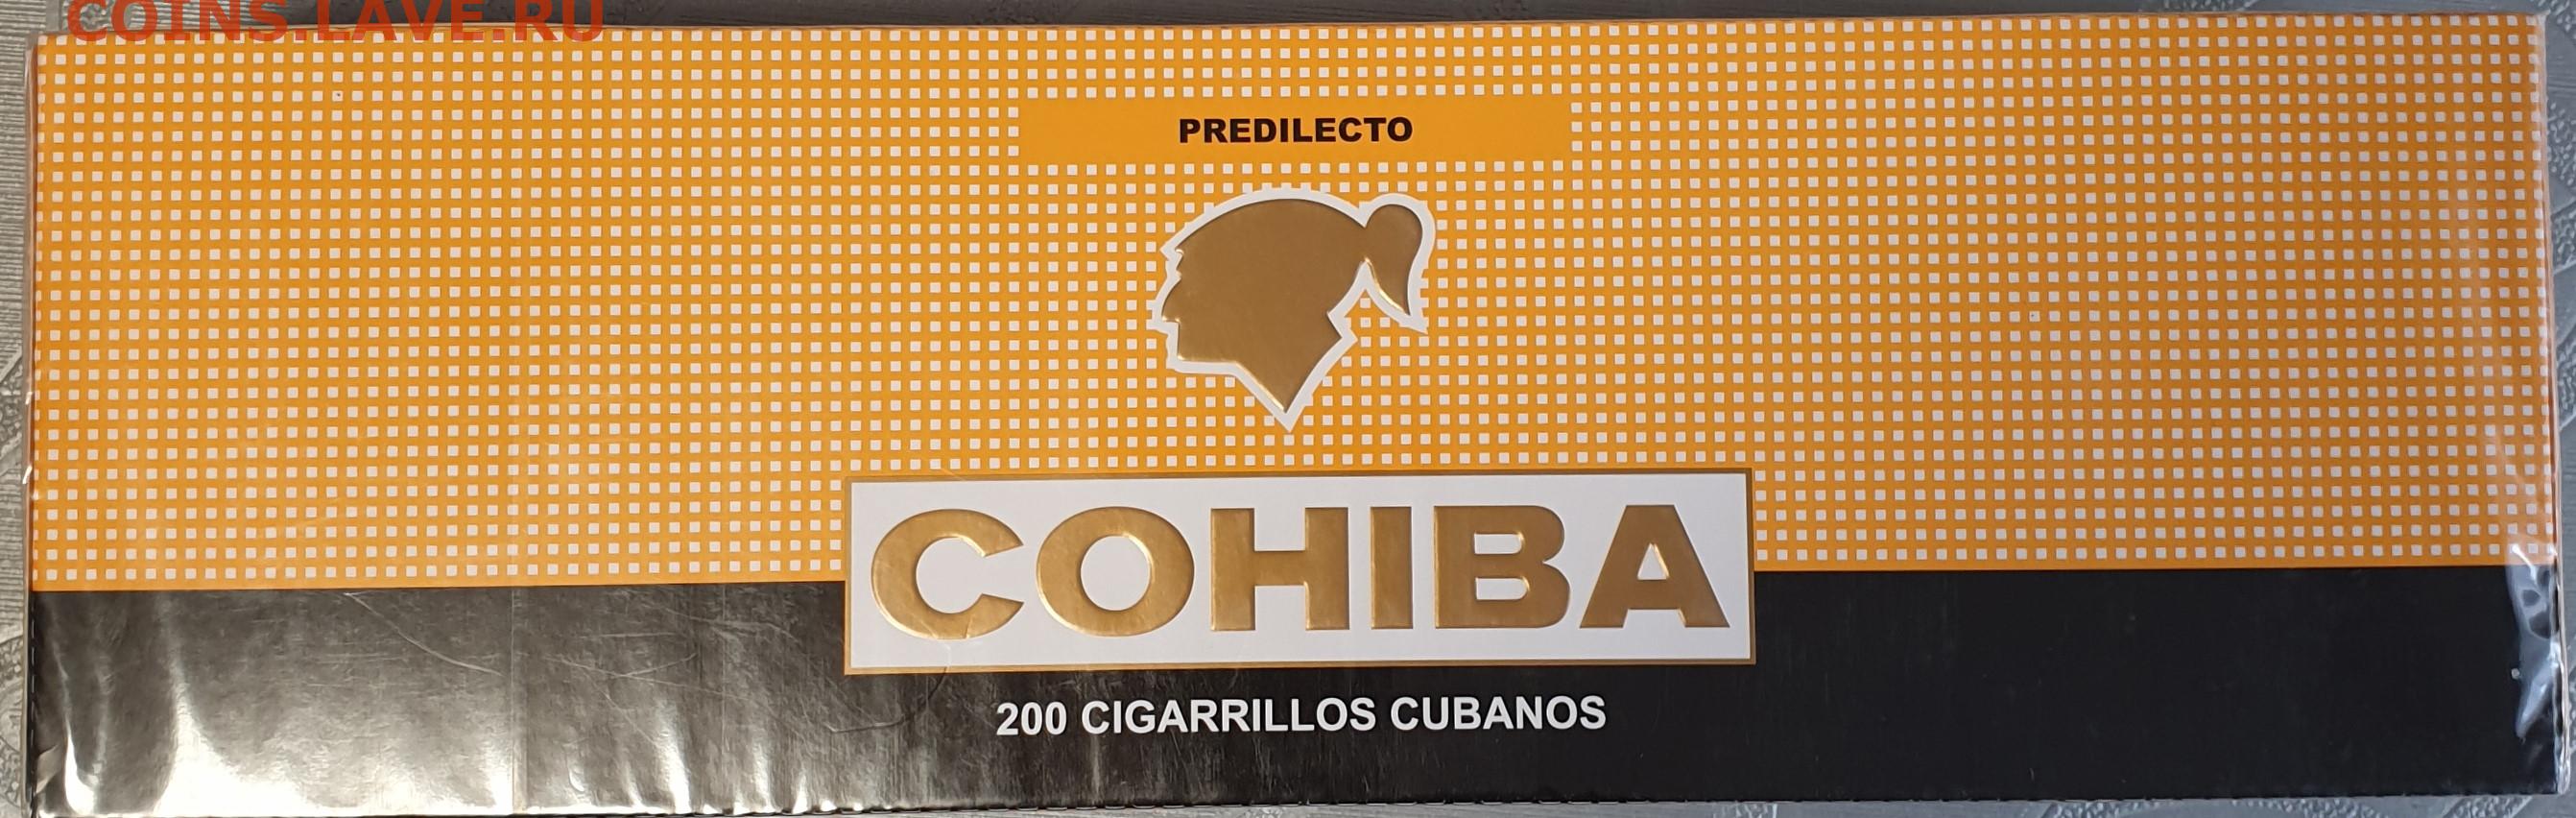 COINS.LAVE.RU
PREDILECTO
COHIBA
200 CIGARRILLOS CUBANOS